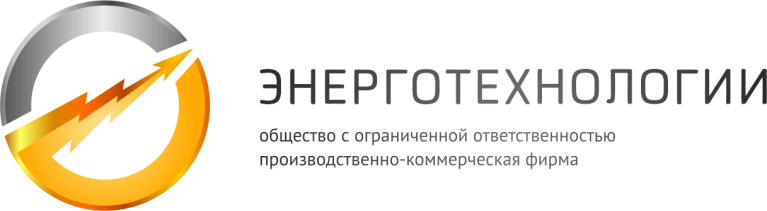 ЭНЕРГОТЕХНОЛОГИИ
общество с ограниченной ответственностью
производственно-коммерческая фирма